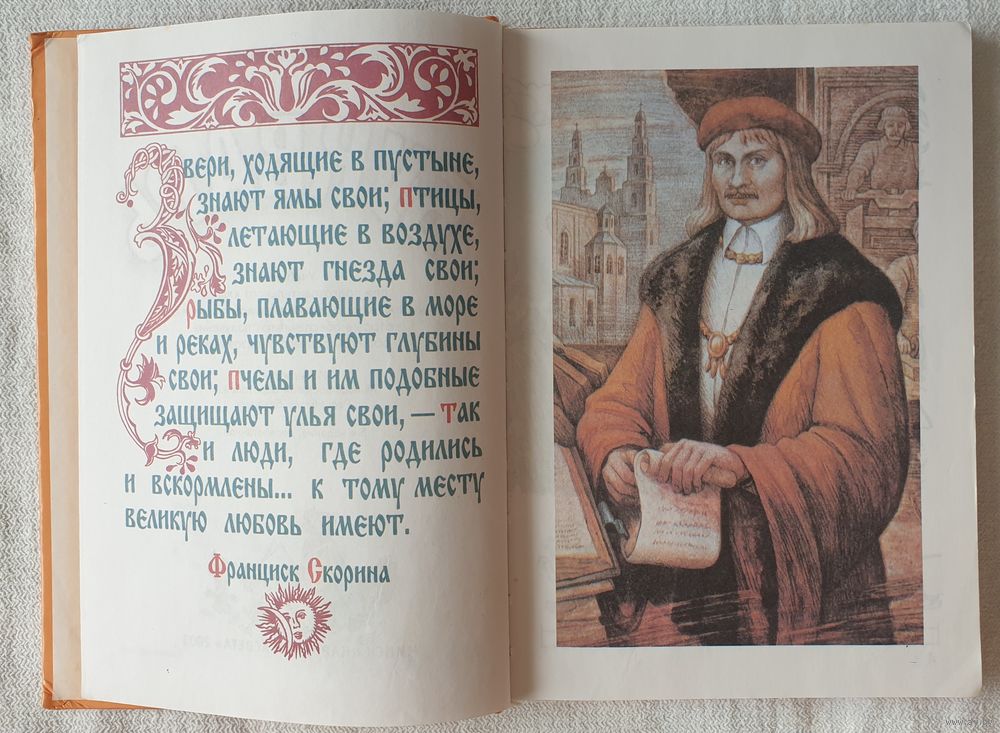 Звери, ходящие в пустыне,
знают ямы свои; птицы,
летающие в воздухе,
знают гнезда свои;
рыбы, плавающие в море
и реках, чувствуют глубины
свои; пчелы и им подобные
защищают улья свои, — так
и люди, где родились
и вскормлены... к тому месту
великую любовь имеют.
Франциск Скорина